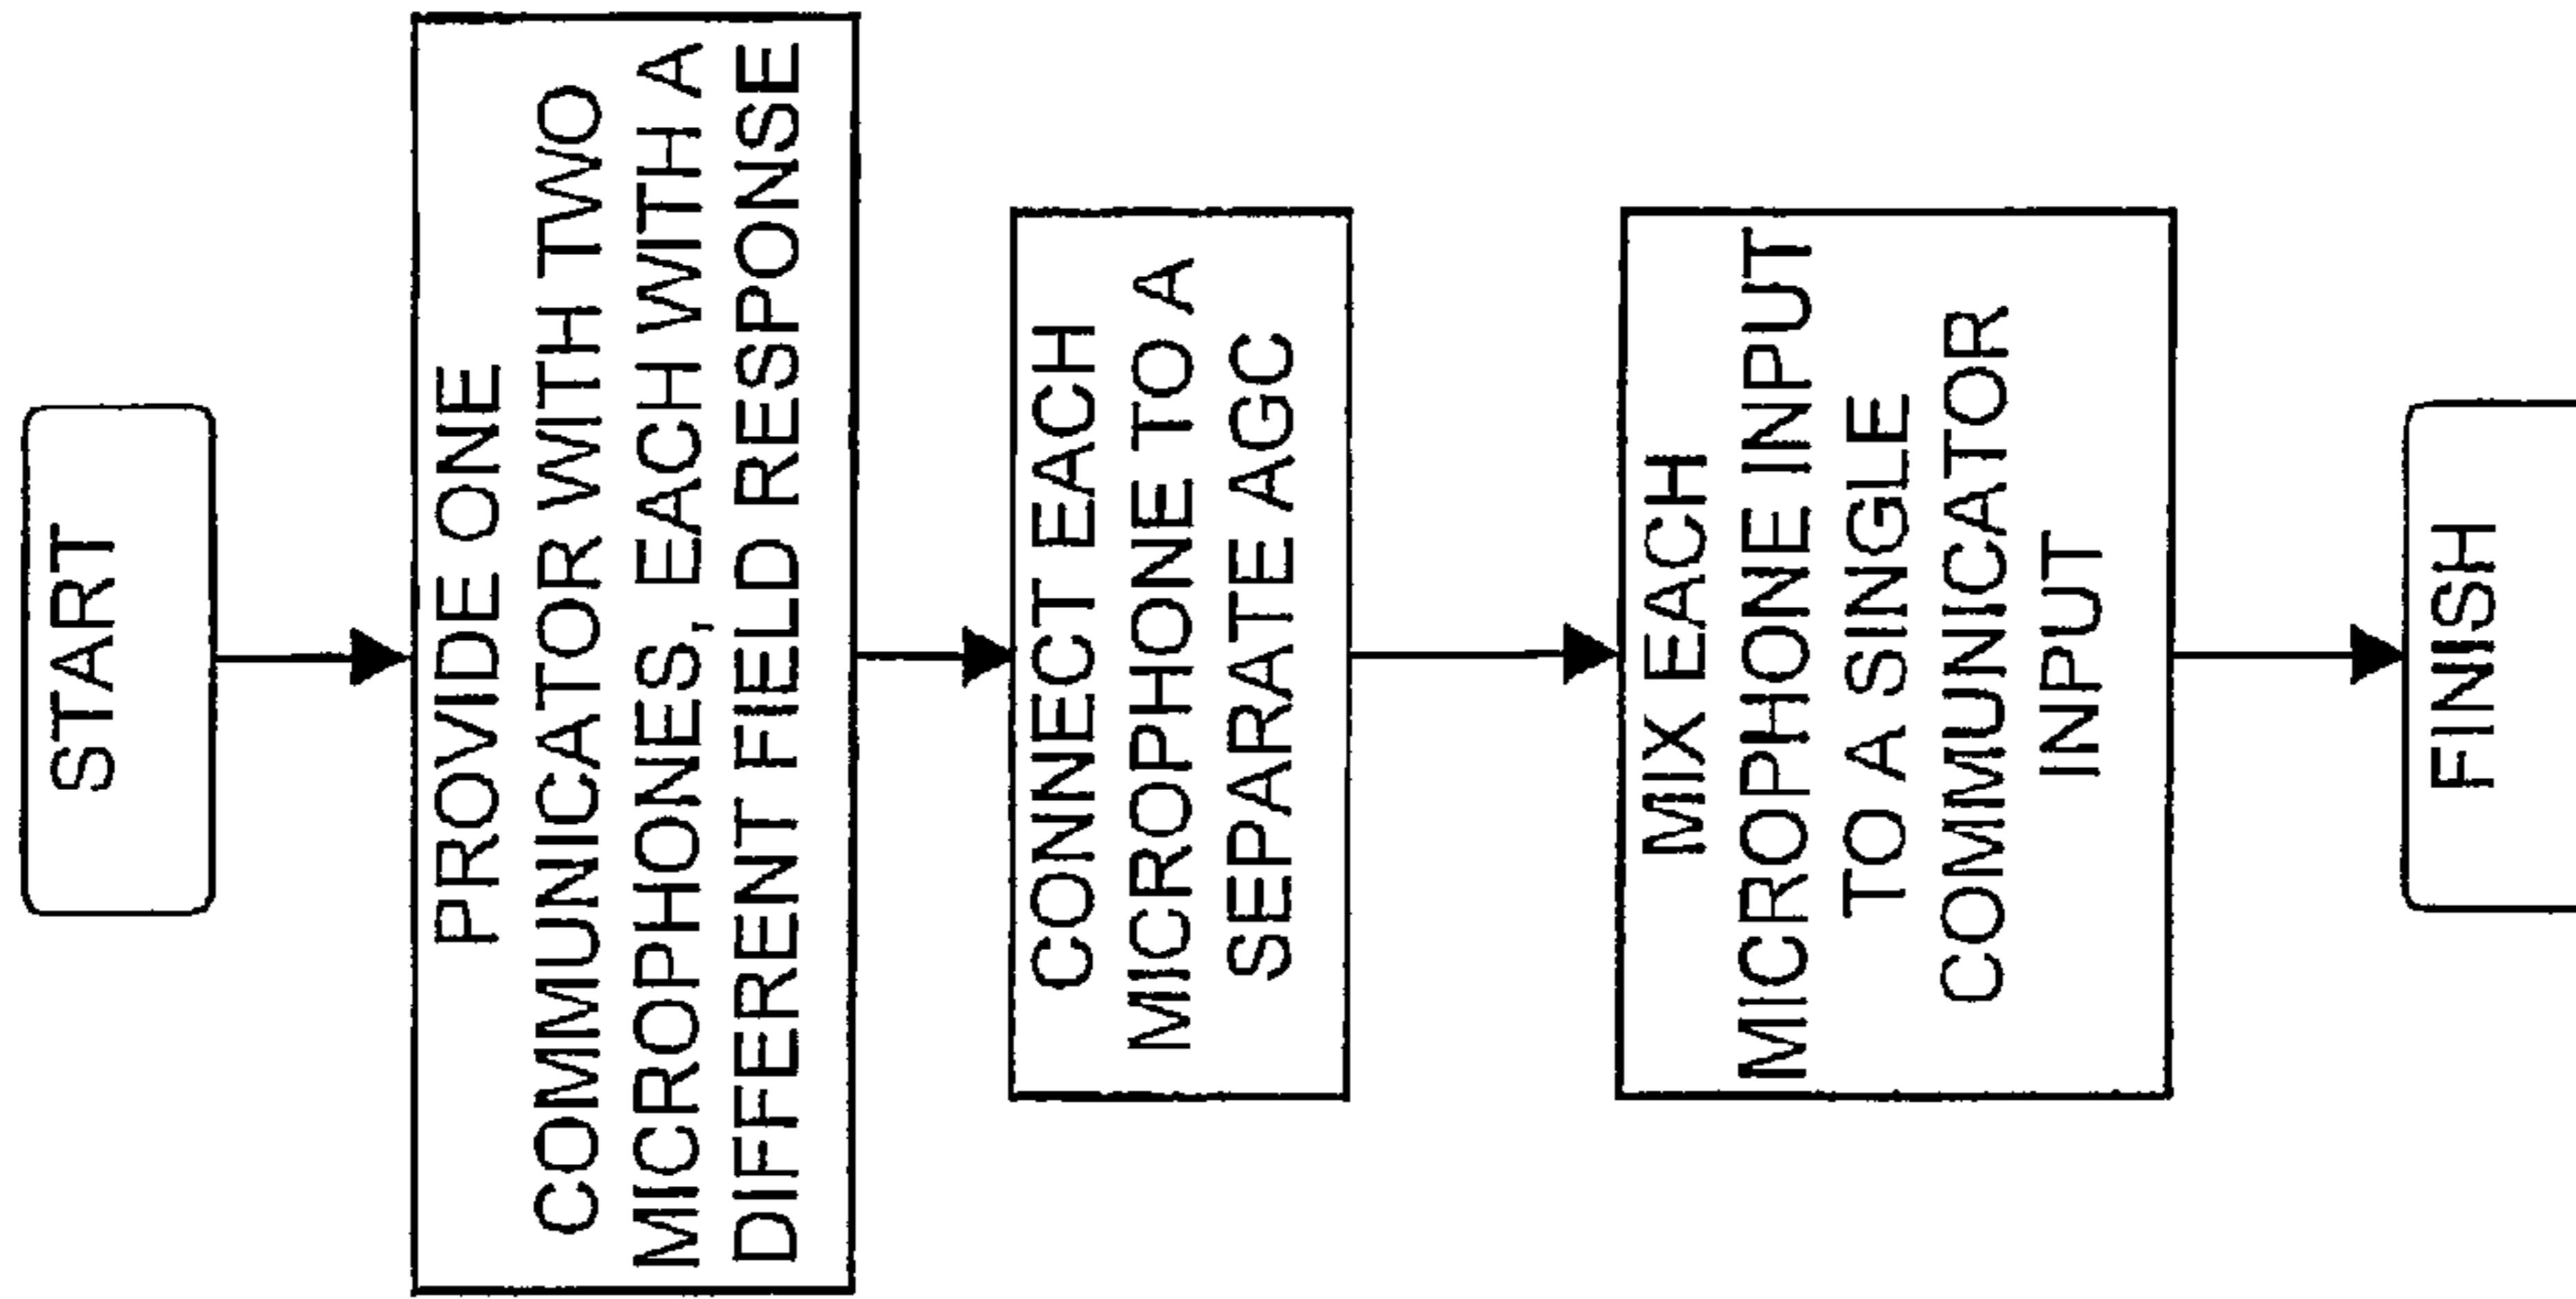 START
PROVIDE ONE
COMMUNICATOR WITH TWO
MICROPHONES, EACH WITH A
DIFFERENT FIELD RESPONSE
CONNECT EACH
MICROPHONE TO A
SEPARATE AGC
MIX EACH
MICROPHONE INPUT
TO A SINGLE
COMMUNICATOR
INPUT
FINISH